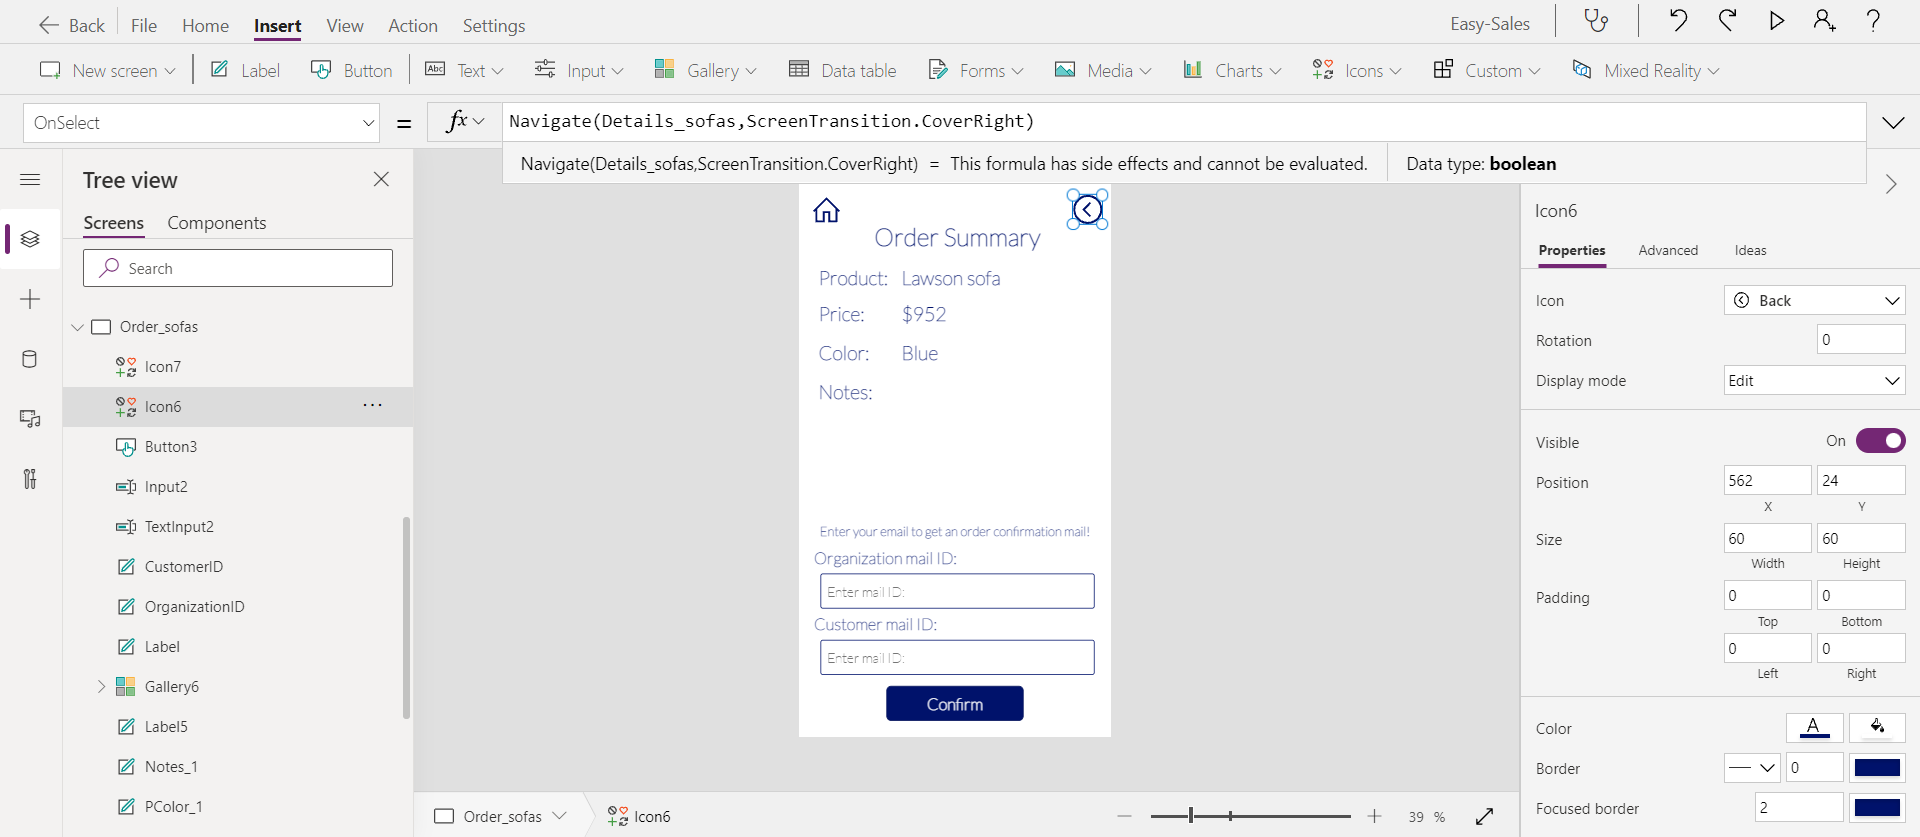 Back File Home Insert View Action Settings Easy-Sales ?
New screen Label Button Abc Text Input Gallery Data table Forms Media Charts Icons Custom Mixed Reality
OnSelect = fx Navigate(Details_sofas,ScreenTransition.CoverRight)
Navigate(Details_sofas,ScreenTransition.CoverRight) = This formula has side effects and cannot be evaluated. Data type: boolean
Tree view
Screens Components
Search
Order_sofas
Icon7
Icon6 ...
Button3
Input2
TextInput2
CustomerID
OrganizationID
Label
Gallery6
Label5
Notes_1
PColor_1
Order Summary
Product: Lawson sofa
Price: $952
Color: Blue
Notes:
Enter your email to get an order confirmation mail!
Organization mail ID:
Enter mail ID:
Customer mail ID:
Enter mail ID:
Confirm
Order_sofas Icon6 39 %
Icon6
Properties Advanced Ideas
Icon Back
Rotation 0
Display mode Edit
Visible On
Position 562 24
X Y
Size 60 60
Width Height
Padding 0 0
Top Bottom
0 0
Left Right
Color A
Border 0
Focused border 2